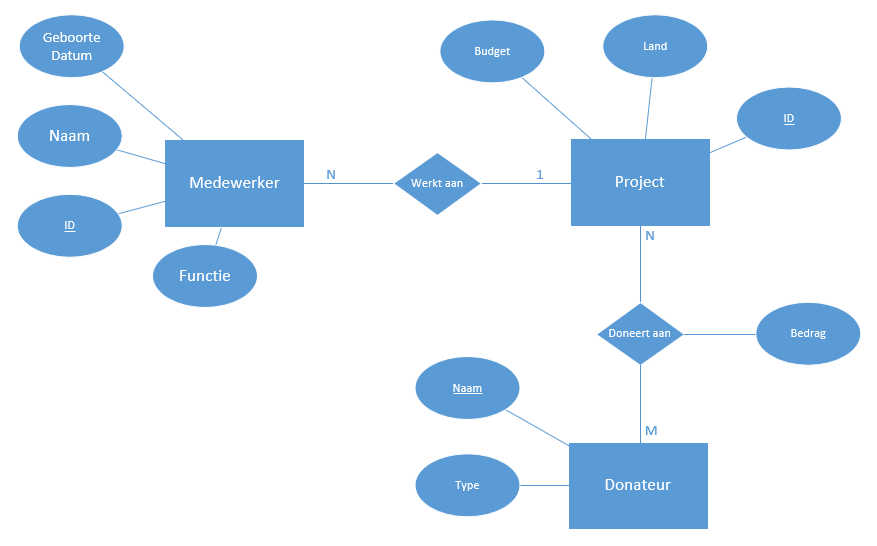 Geboorte
Datum
Budget
Land
ID
Naam
Medewerker
N
Werkt aan
1
Project
ID
N
Functie
Doneert aan
Bedrag
Naam
M
Type
Donateur